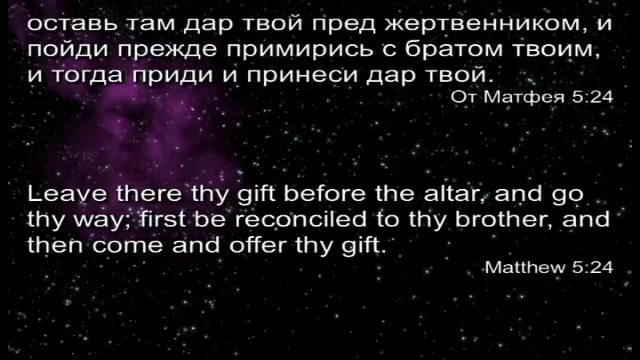 оставь там дар твой пред жертвенником, и
пойди прежде примирись с братом твоим,
и тогда приди и принеси дар твой.
От Матфея 5:24
Leave there thy gift before the altar, and go
thy way; first be reconciled to thy brother, and
then come and offer thy gift.
Matthew 5:24